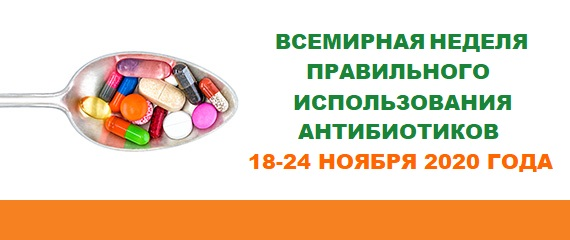 ВСЕМИРНАЯ НЕДЕЛЯ
ПРАВИЛЬНОГО
ИСПОЛЬЗОВАНИЯ
АНТИБИОТИКОВ
18-24 НОЯБРЯ 2020 ГОДА